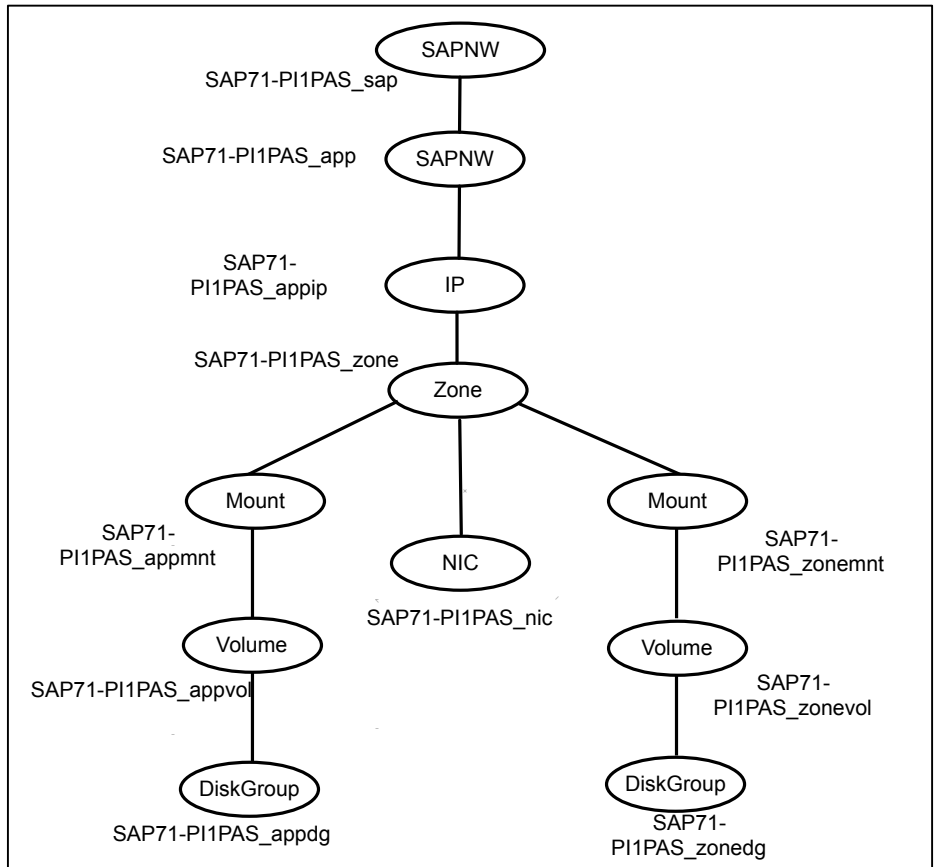 SAPNW
SAP71-PI1PAS_sap
SAP71-PI1PAS_app
SAPNW
SAP71-
PI1PAS_appip
IP
SAP71-PI1PAS_zone
Zone
Mount
Mount
SAP71-
PI1PAS_appmnt
NIC
SAP71-
PI1PAS_zonemnt
SAP71-PI1PAS_nic
Volume
Volume
SAP71-PI1PAS_appvol
SAP71-
PI1PAS_zonevol
DiskGroup
DiskGroup
SAP71-PI1PAS_appdg
SAP71-
PI1PAS_zonedg